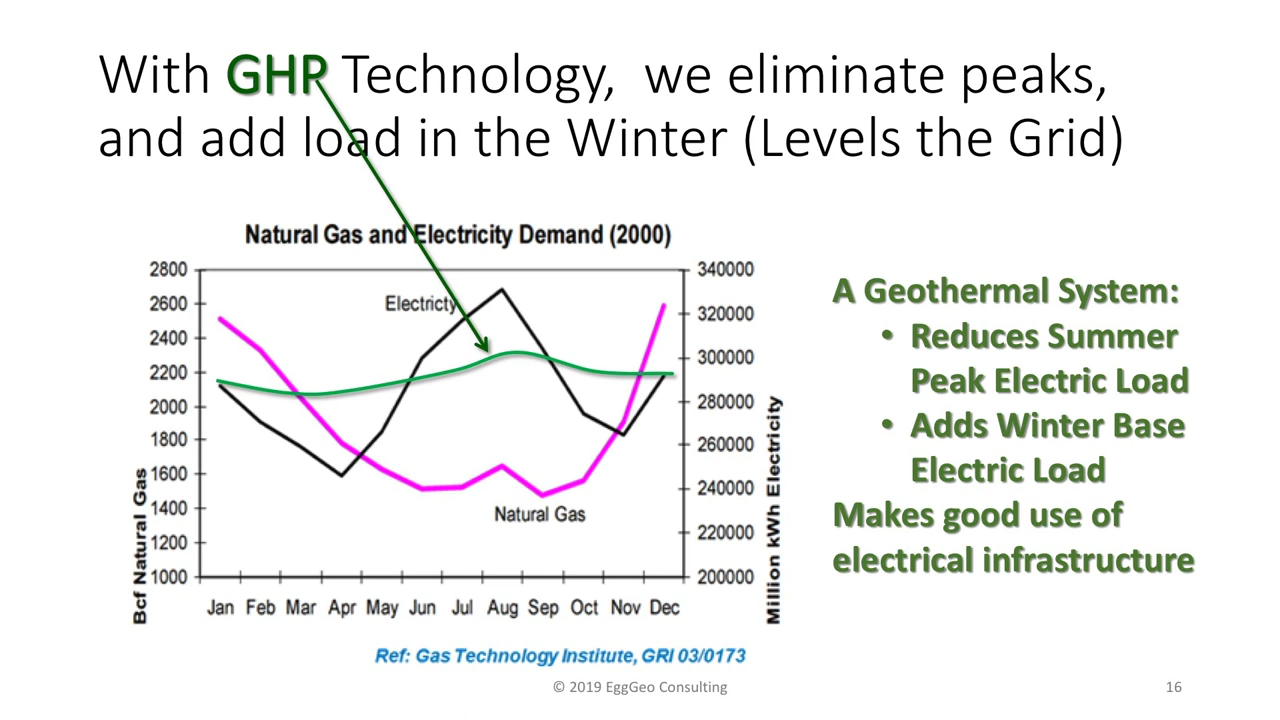 With GHP Technology,  we eliminate peaks,
and add load in the Winter (Levels the Grid)
Natural Gas and Electricity Demand (2000)
2800
2600
2400
2200
2000
1800
1600
1400
1200
1000
Bcf Natural Gas
Electricty
Natural Gas
340000
320000
300000
280000
260000
240000
220000
200000
Million kWh Electricity
Jan Feb Mar Apr May Jun Jul Aug Sep Oct Nov Dec
Ref: Gas Technology Institute, GRI 03/0173
A Geothermal System:
• Reduces Summer
Peak Electric Load
• Adds Winter Base
Electric Load
Makes good use of
electrical infrastructure
© 2019 EggGeo Consulting
16